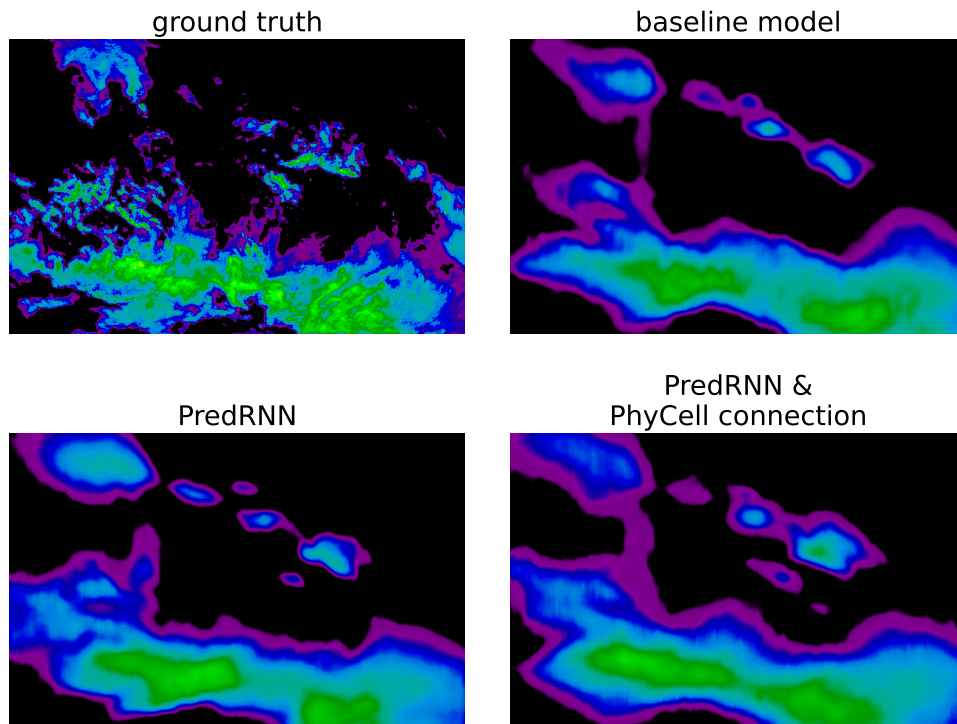 ground truth
baseline model
PredRNN
PredRNN &
PhyCell connection